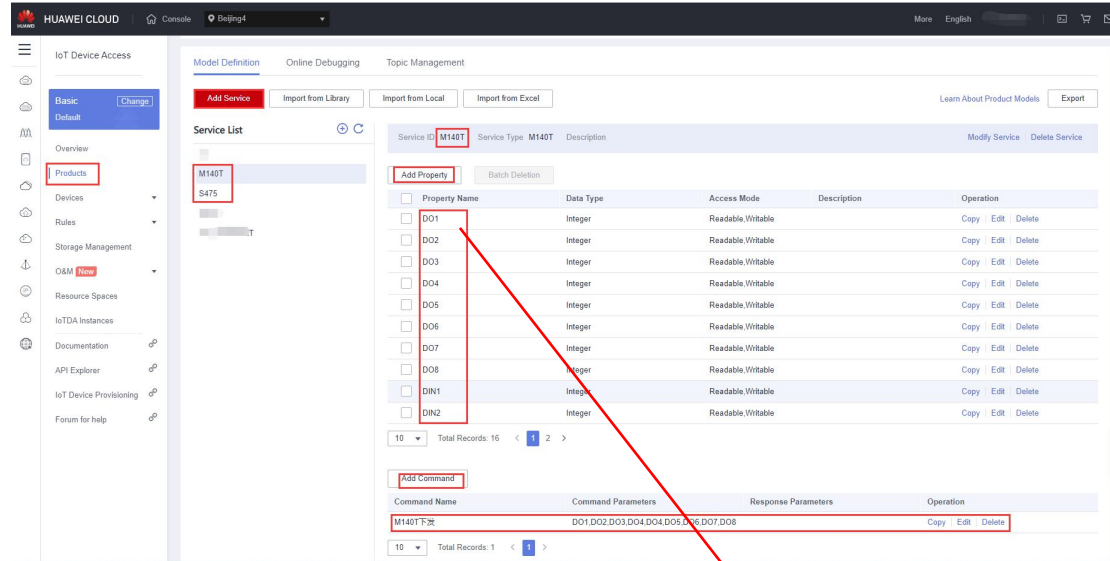 HUAWEI
HUAWEI CLOUD Console Beijing4 More English
IoT Device Access
Basic Change
Default
Overview
Products
Devices
Rules
Storage Management
O&M New
Resource Spaces
IoTDA Instances
Documentation
API Explorer
IoT Device Provisioning
Forum for help
Model Definition Online Debugging Topic Management
Add Service Import from Library Import from Local Import from Excel Learn About Product Models Export
Service List
M140T
S475
T
Service ID M140T Service Type M140T Description Modify Service Delete Service
Add Property Batch Deletion
Property Name Data Type Access Mode Description Operation
DO1 Integer Readable,Writable Copy Edit Delete
DO2 Integer Readable,Writable Copy Edit Delete
DO3 Integer Readable,Writable Copy Edit Delete
DO4 Integer Readable,Writable Copy Edit Delete
DO5 Integer Readable,Writable Copy Edit Delete
DO6 Integer Readable,Writable Copy Edit Delete
DO7 Integer Readable,Writable Copy Edit Delete
DO8 Integer Readable,Writable Copy Edit Delete
DIN1 Integer Readable,Writable Copy Edit Delete
DIN2 Integer Readable,Writable Copy Edit Delete
10 Total Records: 16 < 1 2 >
Add Command
Command Name Command Parameters Response Parameters Operation
M140T下发 DO1,DO2,DO3,DO4,DO4,DO5,DO6,DO7,DO8 Copy Edit Delete
10 Total Records: 1 < 1 >